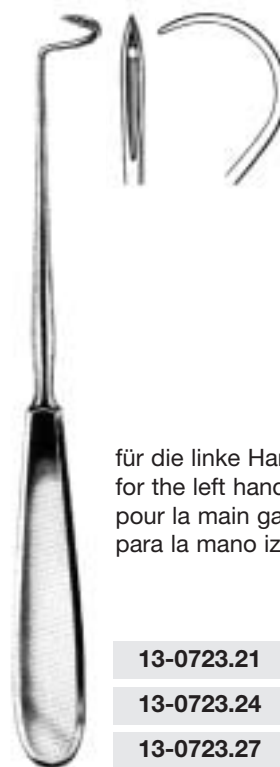 für die linke
for the left hand
pour la main
para la mano
13-0723.21
13-0723.24
13-0723.27